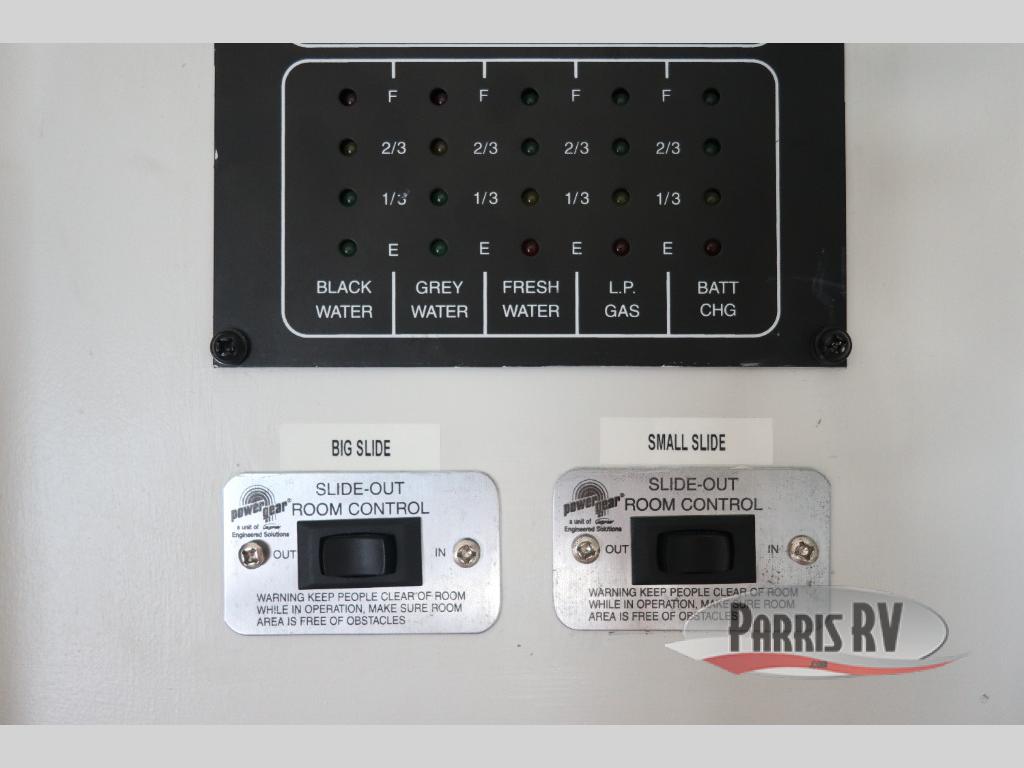 F F F F
2/3 2/3 2/3 2/3
1/3 1/3 1/3 1/3
E E E E
BLACK WATER
GREY WATER
FRESH WATER
L.P. GAS
BATT CHG
BIG SLIDE
powergear®
a unit of Gagnier
Engineered Solutions
SLIDE-OUT
ROOM CONTROL
OUT IN
WARNING KEEP PEOPLE CLEAR OF ROOM
WHILE IN OPERATION, MAKE SURE ROOM
AREA IS FREE OF OBSTACLES
SMALL SLIDE
powergear®
a unit of
Engineered Solutions
SLIDE-OUT
ROOM CONTROL
OUT IN
WARNING KEEP PEOPLE CLEAR OF ROOM
WHILE IN OPERATION, MAKE SURE ROOM
AREA IS FREE OF OBSTACLES
PARRIS RV
.com